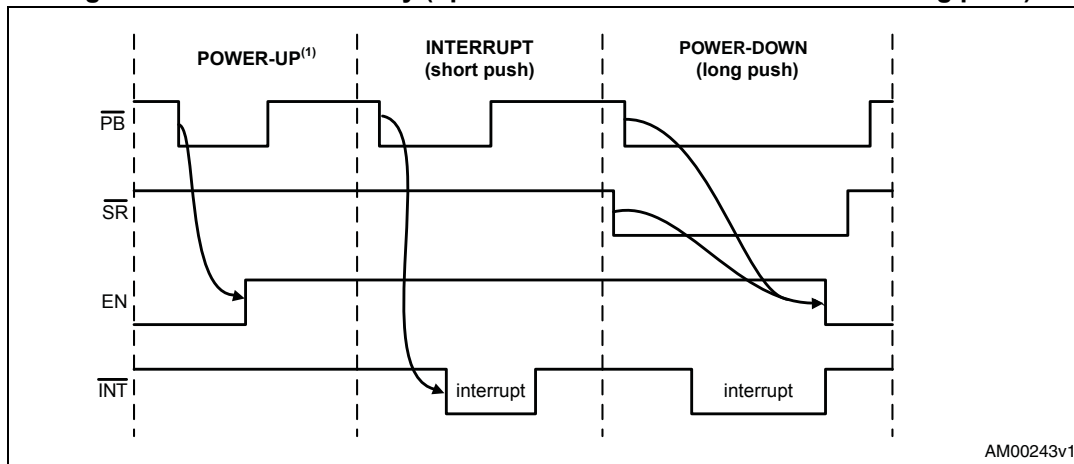 POWER-UP(1)
INTERRUPT
(short push)
POWER-DOWN
(long push)
PB
SR
EN
INT
interrupt
interrupt
AM00243v1